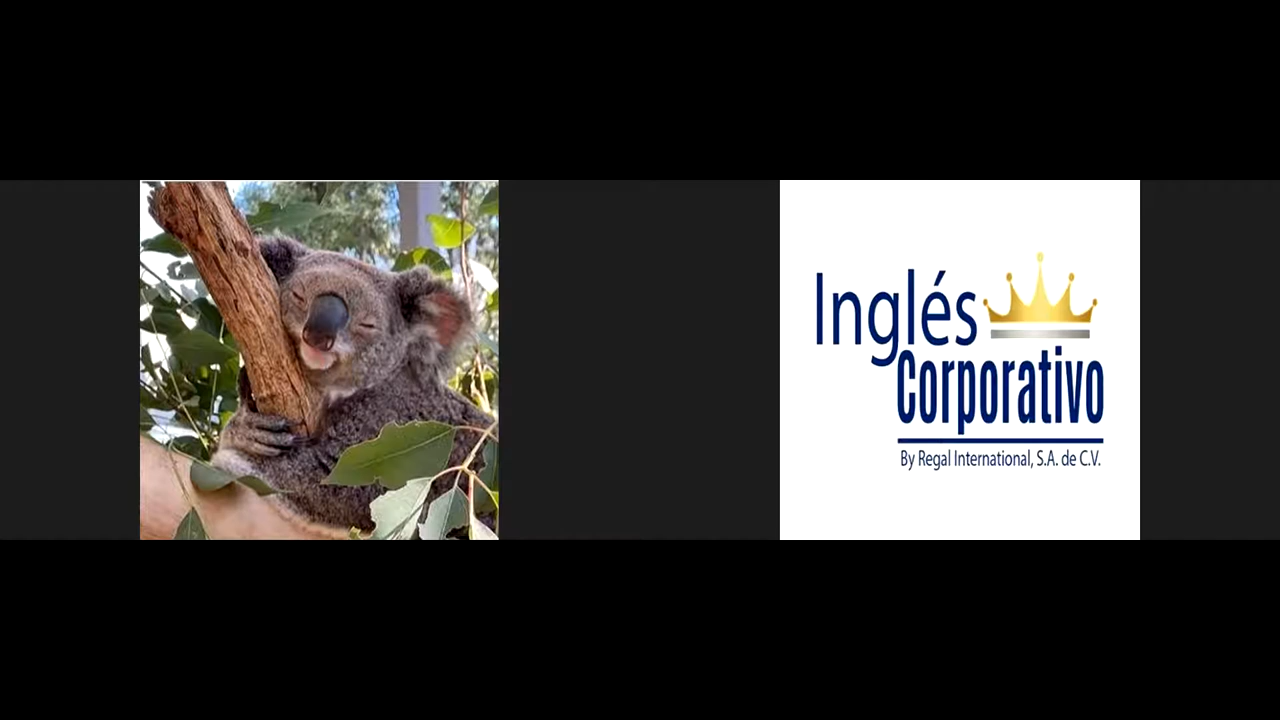 Inglés
Corporativo
By Regal International, S.A. de C.V.